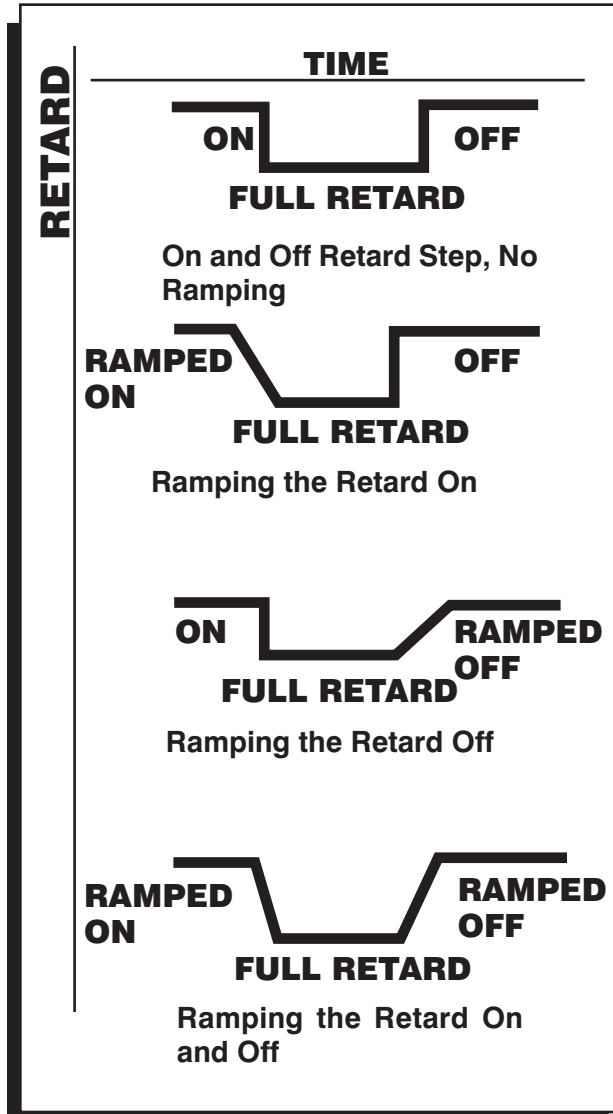 TIME
RETARD
ON
OFF
FULL RETARD
On and Off Retard Step, No
Ramping
RAMPED
ON
OFF
FULL RETARD
Ramping the Retard On
ON
RAMPED
OFF
FULL RETARD
Ramping the Retard Off
RAMPED
ON
RAMPED
OFF
FULL RETARD
Ramping the Retard On
and Off